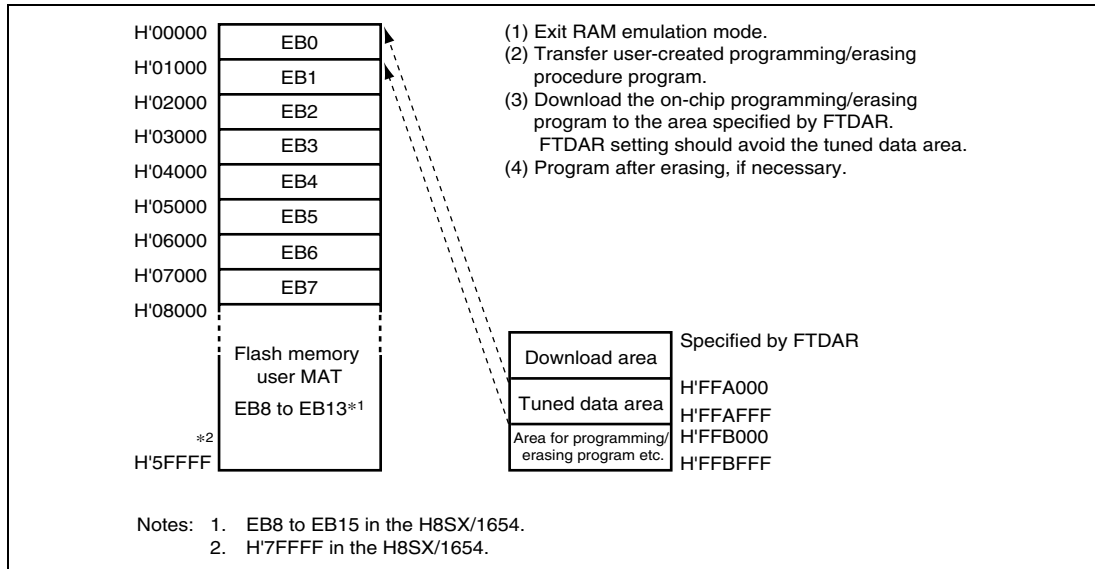 H'00000
EB0
H'01000
EB1
H'02000
EB2
H'03000
EB3
H'04000
EB4
H'05000
EB5
H'06000
EB6
H'07000
EB7
H'08000
Flash memory
user MAT
EB8 to EB13*1
*2
H'5FFFF
(1) Exit RAM emulation mode.
(2) Transfer user-created programming/erasing
procedure program.
(3) Download the on-chip programming/erasing
program to the area specified by FTDAR.
FTDAR setting should avoid the tuned data area.
(4) Program after erasing, if necessary.
Download area
Specified by FTDAR
H'FFA000
Tuned data area
H'FFAFFF
Area for programming/
erasing program etc.
H'FFB000
H'FFBFFF
Notes: 1. EB8 to EB15 in the H8SX/1654.
2. H'7FFFF in the H8SX/1654.